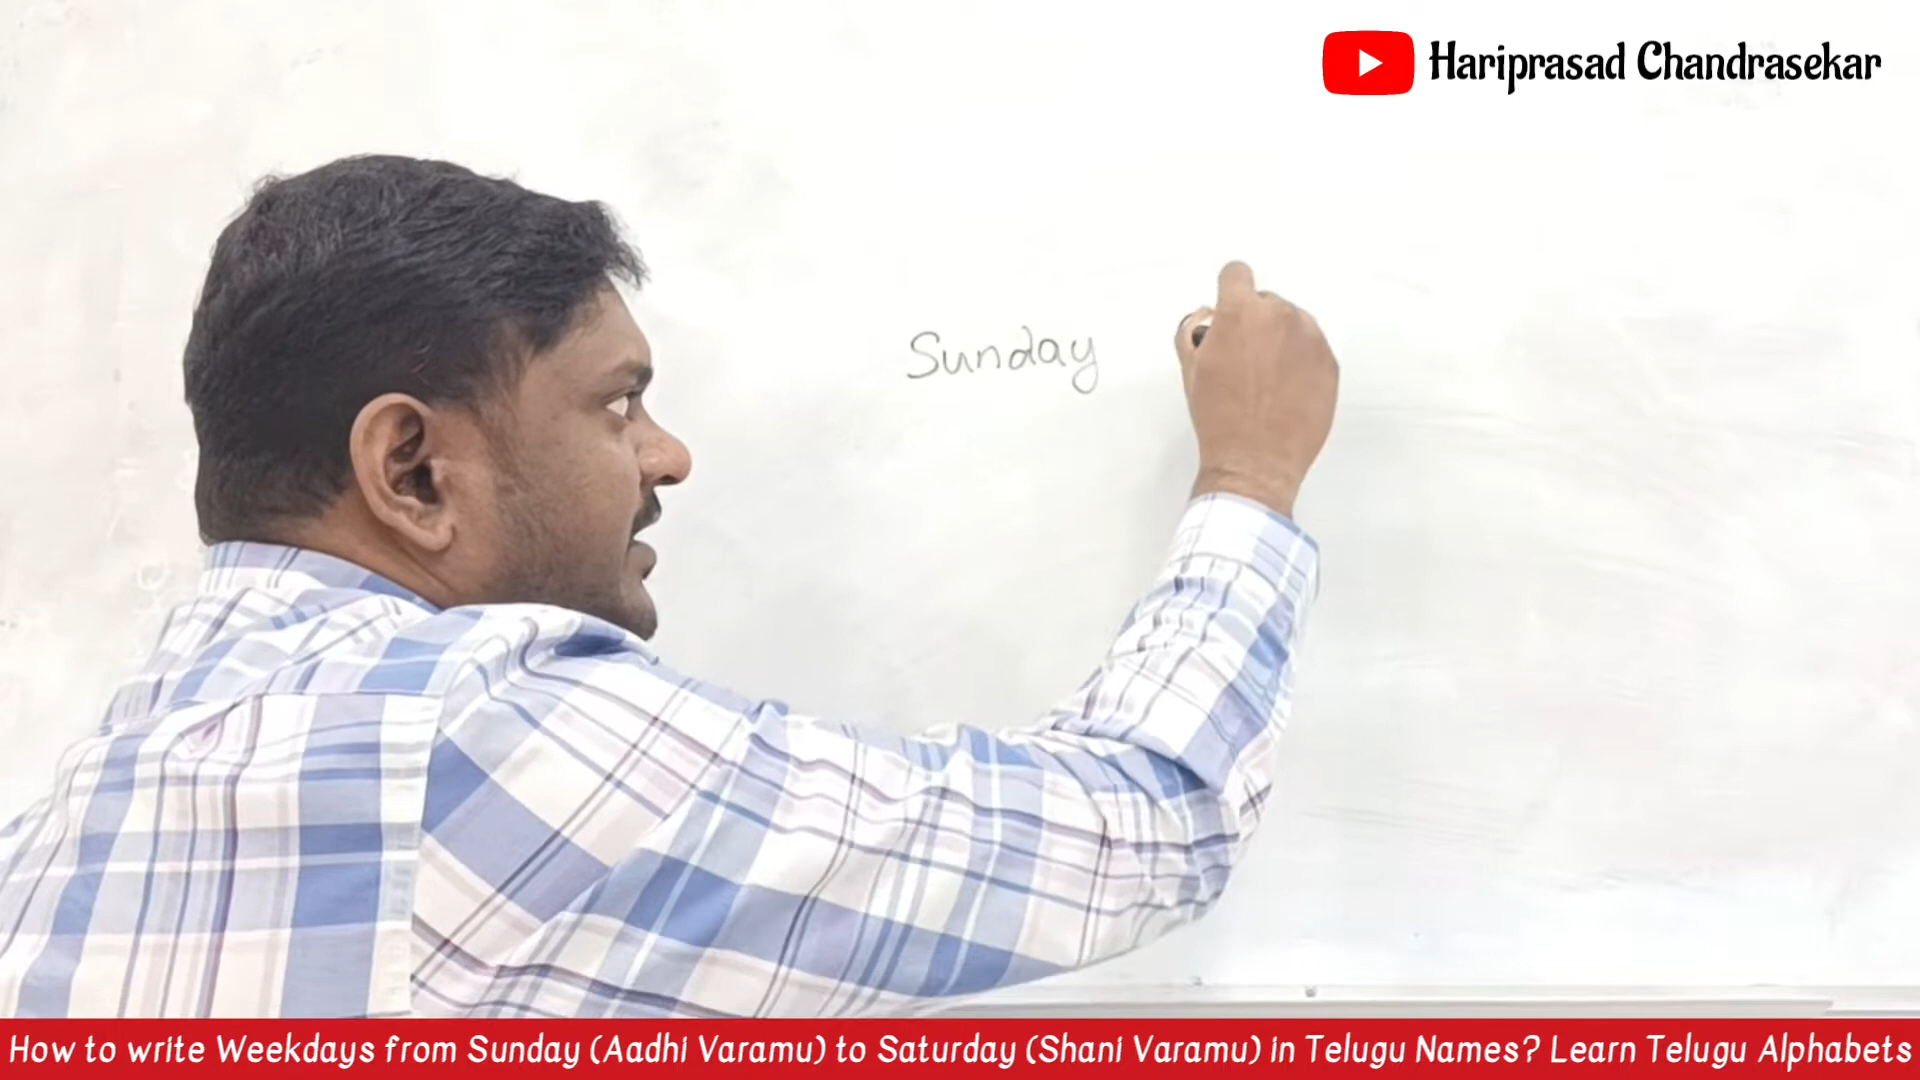 Hariprasad Chandrasekar
Sunday
How to write Weekdays from Sunday (Aadhi Varamu) to Saturday (Shani Varamu) in Telugu Names? Learn Telugu Alphabets